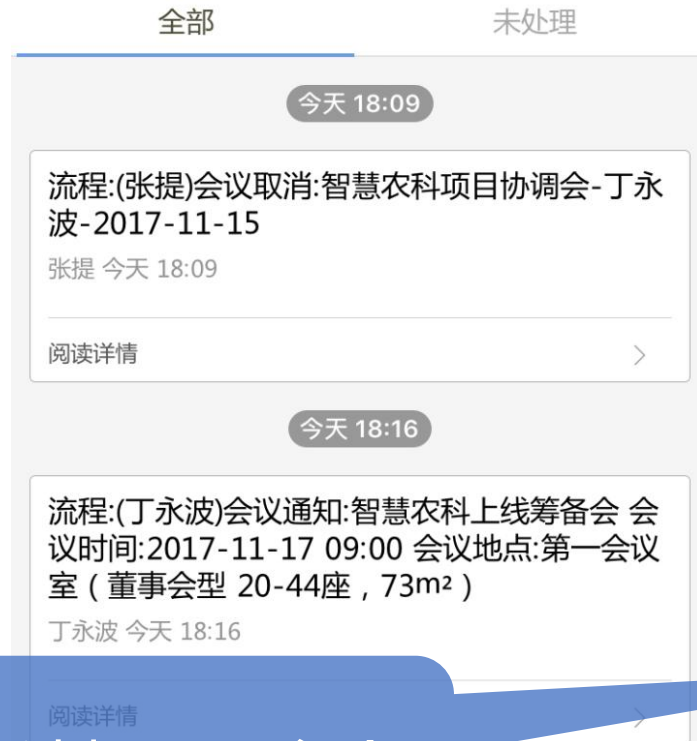 全部
未处理
今天 18:09
流程:(张提)会议取消:智慧农科项目协调会-丁永
波-2017-11-15
张提 今天 18:09
阅读详情
今天 18:16
流程:(丁永波)会议通知:智慧农科上线筹备会 会
议时间:2017-11-17 09:00 会议地点:第一会议
室（董事会型 20-44座，73m²）
丁永波 今天 18:16
阅读详情